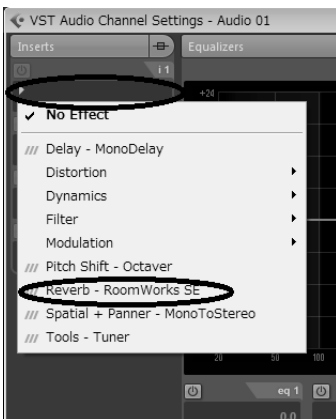 VST Audio Channel Settings - Audio 01
Inserts
Equalizers
i 1
+24
No Effect
Delay - MonoDelay
Distortion
Dynamics
Filter
Modulation
Pitch Shift - Octaver
Reverb - RoomWorks SE
Spatial + Panner - MonoToStereo
Tools - Tuner
20 50 100
eq 1
0.0